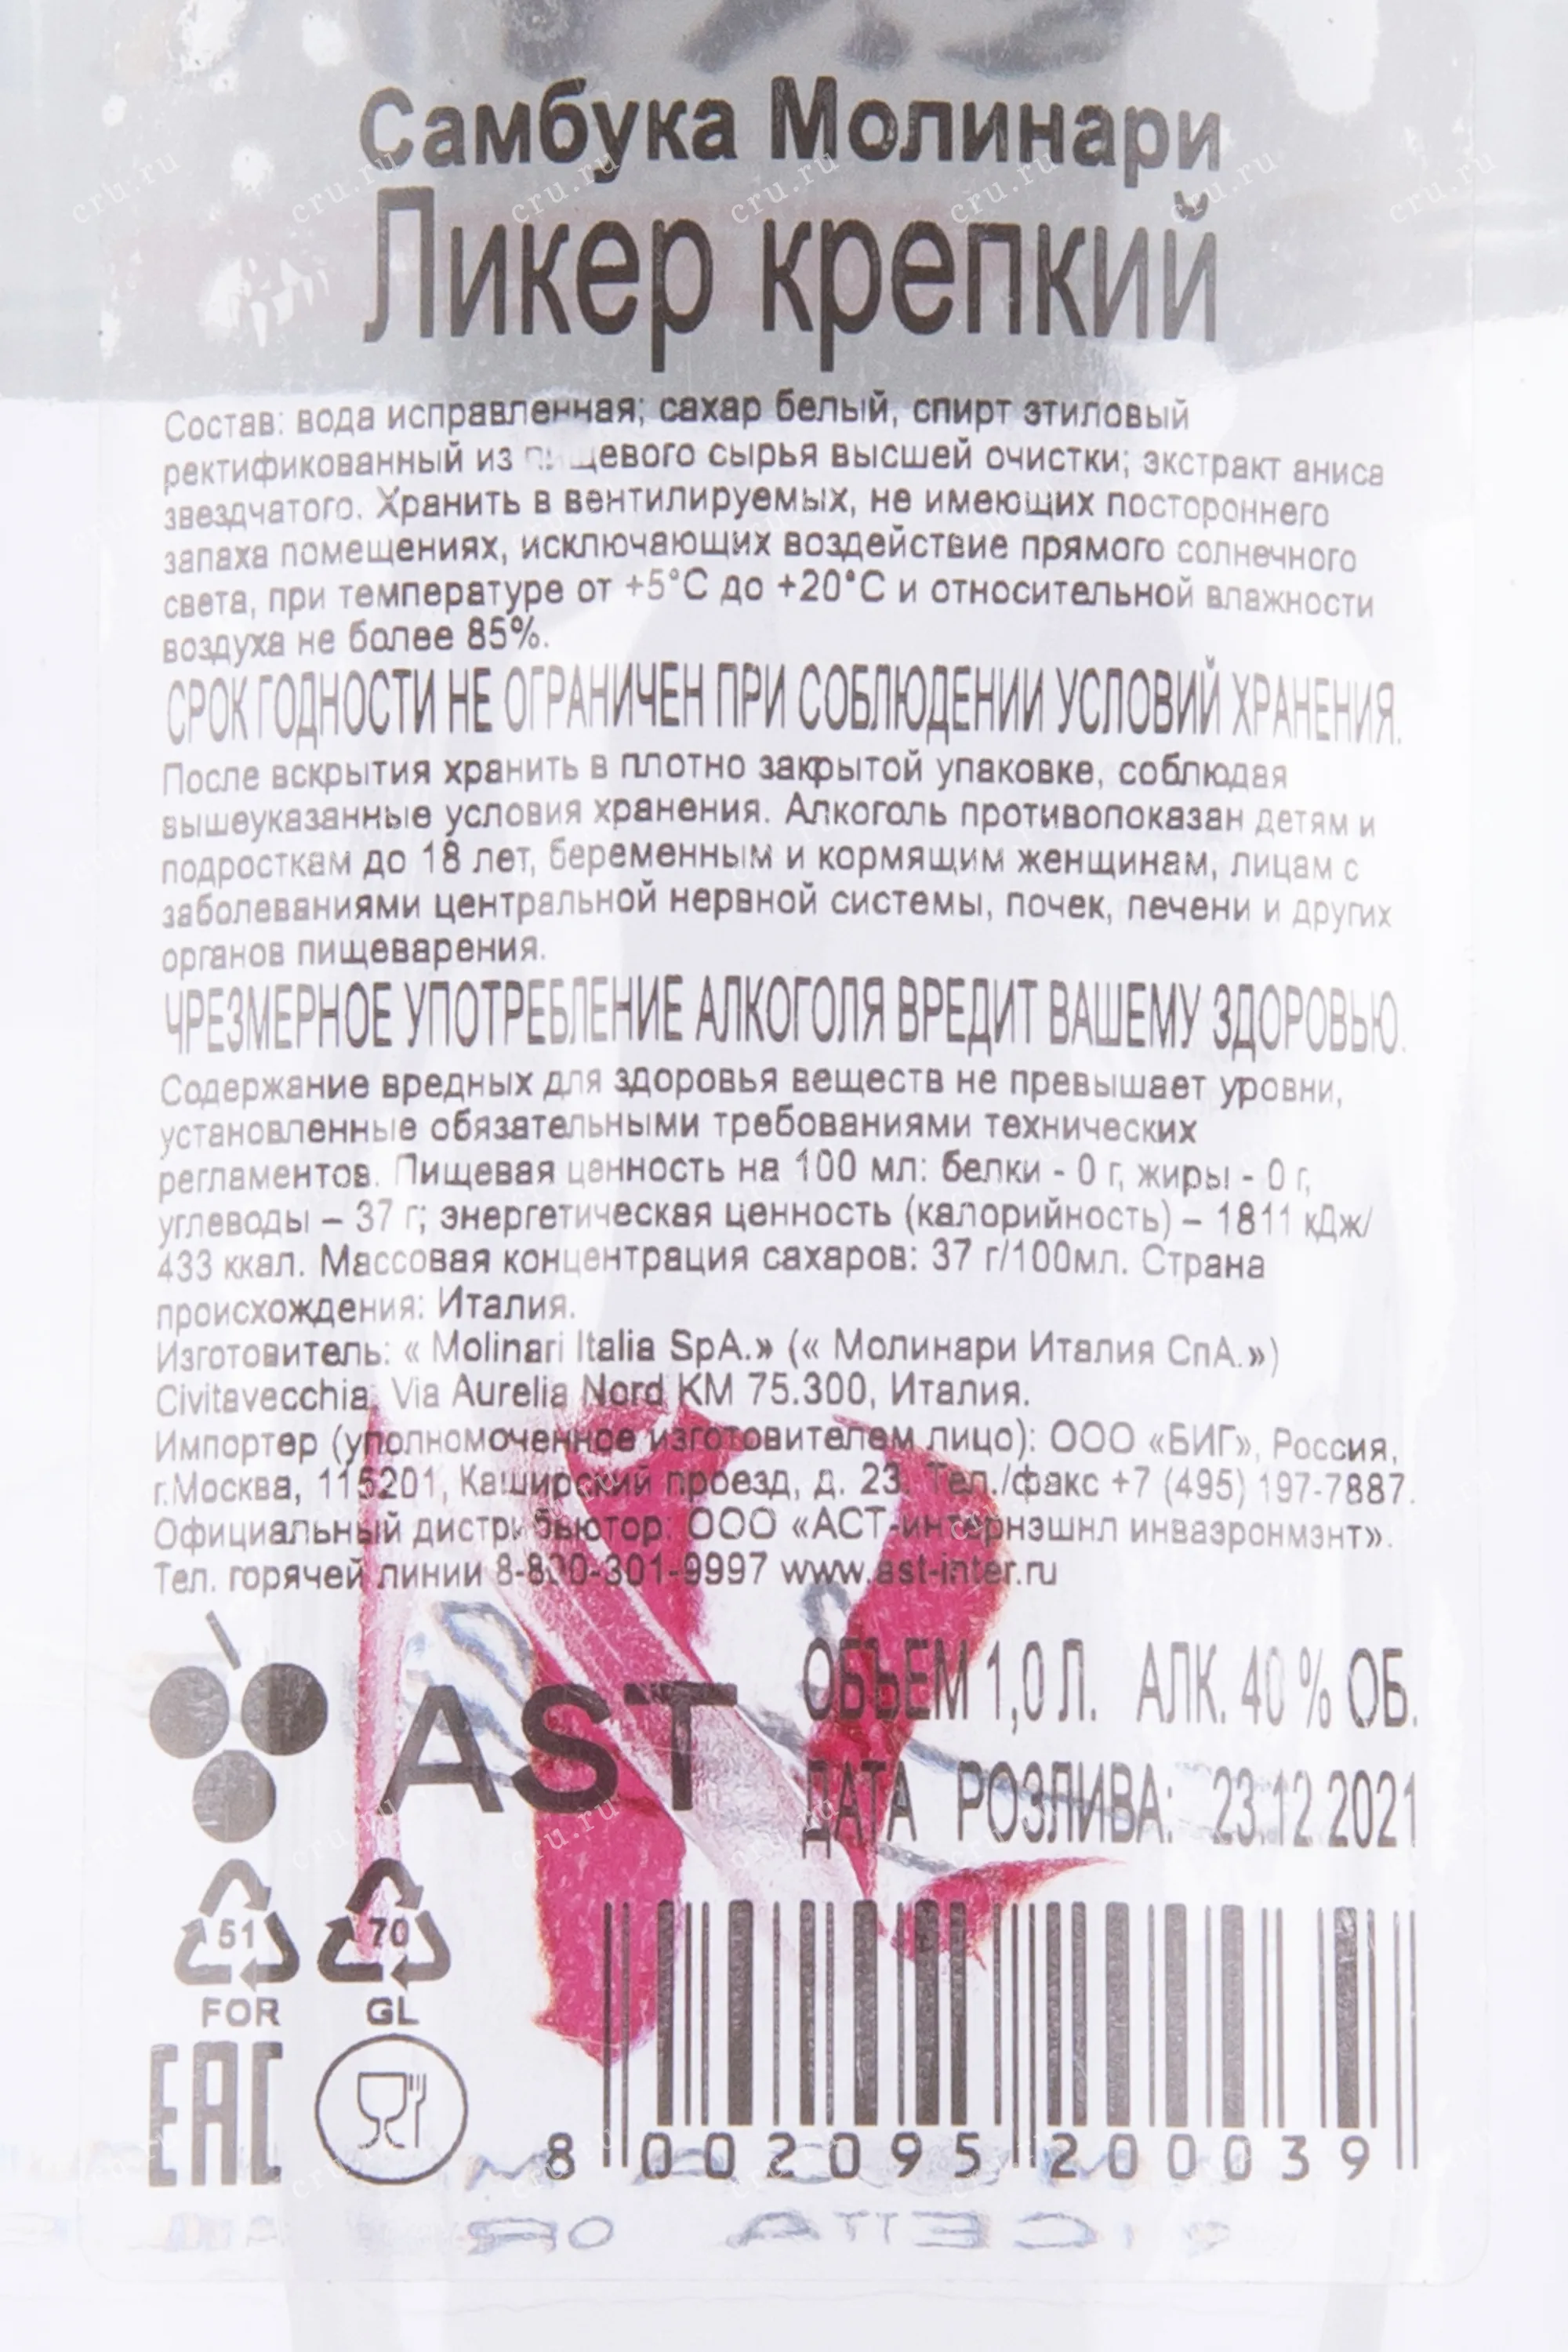 Самбука Молинари
Ликер крепкий
Состав: вода исправленная; сахар белый, спирт этиловый
ректификованный из пищевого сырья высшей очистки; экстракт аниса
звездчатого. Хранить в вентилируемых, не имеющих постороннего
запаха помещениях, исключающих воздействие прямого солнечного
света, при температуре от +5°С до +20°С и относительной влажности
воздуха не более 85%.
СРОК ГОДНОСТИ НЕ ОГРАНИЧЕН ПРИ СОБЛЮДЕНИИ УСЛОВИЙ ХРАНЕНИЯ.
После вскрытия хранить в плотно закрытой упаковке, соблюдая
вышеуказанные условия хранения. Алкоголь противопоказан детям и
подросткам до 18 лет, беременным и кормящим женщинам, лицам с
заболеваниями центральной нервной системы, почек, печени и других
органов пищеварения.
ЧРЕЗМЕРНОЕ УПОТРЕБЛЕНИЕ АЛКОГОЛЯ ВРЕДИТ ВАШЕМУ ЗДОРОВЬЮ.
Содержание вредных для здоровья веществ не превышает уровни,
установленные обязательными требованиями технических
регламентов. Пищевая ценность на 100 мл: белки - 0 г, жиры - 0 г,
углеводы – 37 г; энергетическая ценность (калорийность) – 1811 кДж/
433 ккал. Массовая концентрация сахаров: 37 г/100мл. Страна
происхождения: Италия.
Изготовитель: « Molinari Italia SpA.» (« Молинари Италия СпА.»)
Civitavecchia, Via Aurelia Nord KM 75.300, Италия.
Импортер (уполномоченное изготовителем лицо): ООО «БИГ», Россия,
г.Москва, 115201, Каширский проезд, д. 23. Тел./факс +7 (495) 197-7887.
Официальный дистрибьютор: ООО «АСТ-интернэшнл инваэронмэнт».
Тел. горячей линии 8-800-301-9997 www.ast-inter.ru
AST
ОБЪЕМ 1,0 Л. АЛК. 40 % ОБ.
ДАТА РОЗЛИВА: 23.12.2021
51 70
FOR GL
EAC
8 002095 200039
cru.ru